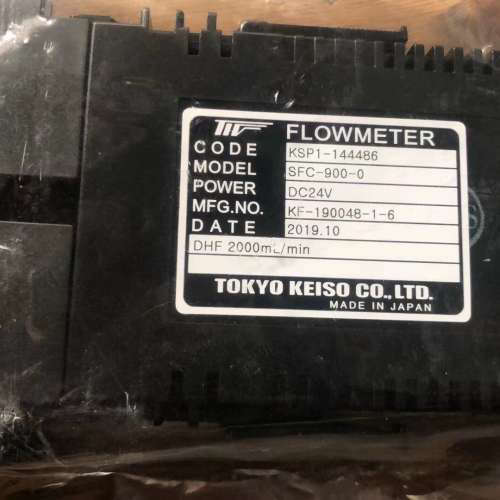 FLOWMETER
CODE KSP1-144486
MODEL SFC-900-0
POWER DC24V
MFG.NO. KF-190048-1-6
DATE 2019.10
DHF 2000mL/min
TOKYO KEISO CO.,LTD.
MADE IN JAPAN